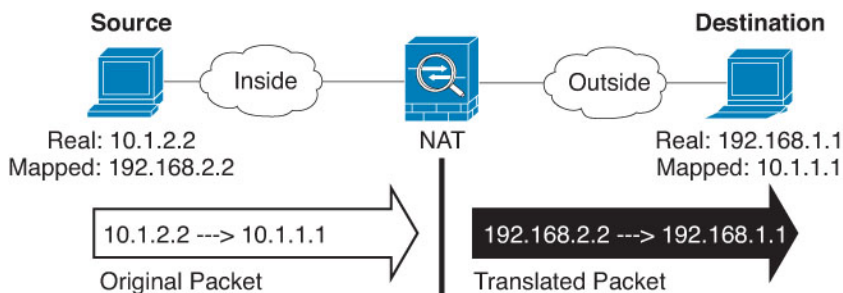 Source
Destination
Inside
Outside
Real: 10.1.2.2
Mapped: 192.168.2.2
NAT
Real: 192.168.1.1
Mapped: 10.1.1.1
10.1.2.2 ---> 10.1.1.1
192.168.2.2 ---> 192.168.1.1
Original Packet
Translated Packet